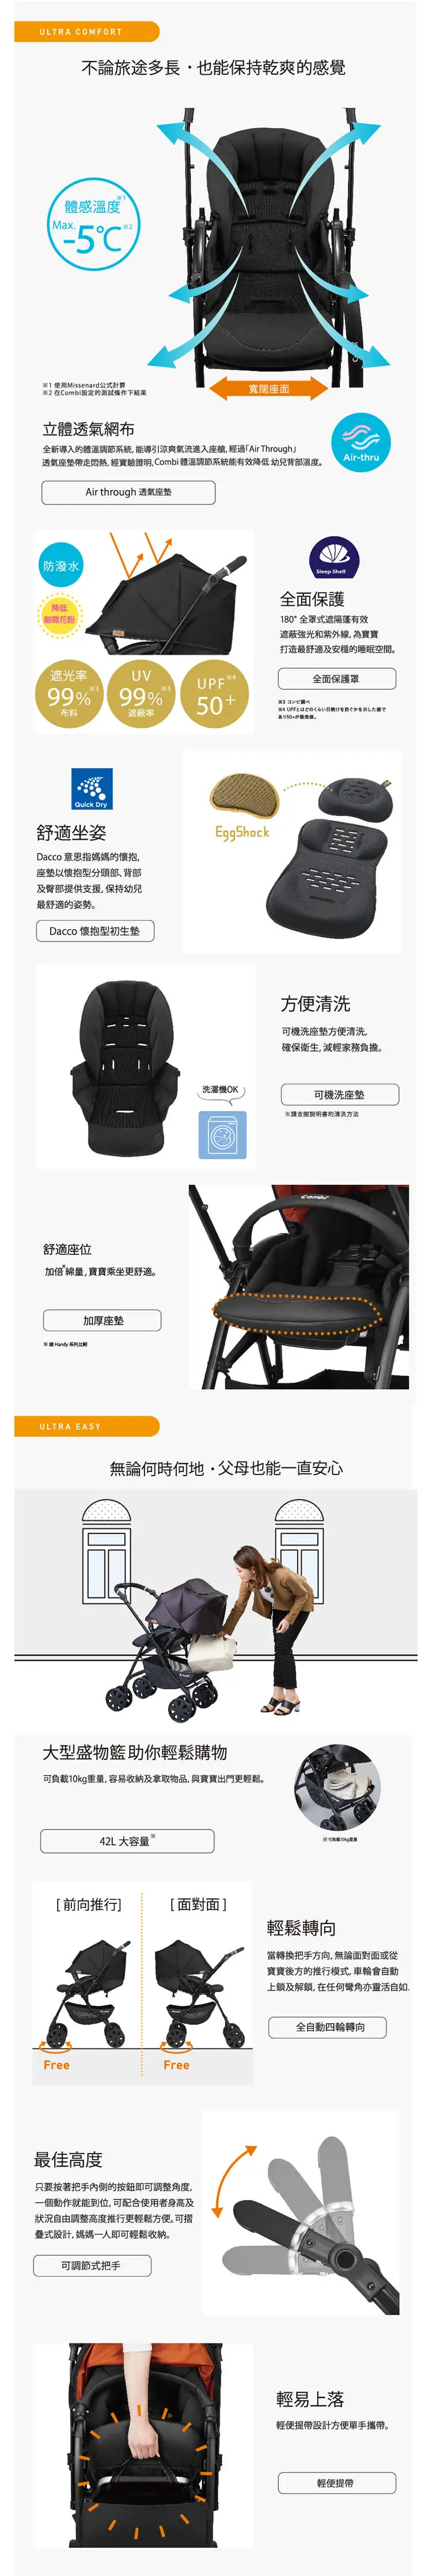 ULTRA COMFORT
不論旅途多長・也能保持乾爽的感覺
體感溫度※1
Max.
-5℃※2
※1 使用Missenard公式計算
※2 在Combi設定的測試條件下結果
寬闊座面
立體透氣網布
全新導入的體溫調節系統, 能導引涼爽氣流進入座艙, 經過「Air Through」
透氣座墊帶走悶熱, 經實驗證明, Combi 體溫調節系統能有效降低 幼兒背部溫度。
Air-thru
Air through 透氣座墊
防潑水
降低
細微花粉
遮光率
99%※3
布料
UV
99%※3
遮蔽率
UPF※4
50+
Sleep Shell
全面保護
180° 全罩式遮陽蓬有效
遮蔽強光和紫外線, 為寶寶
打造最舒適及安穩的睡眠空間。
全面保護罩
※3 コンビ調べ
※4 UPFとはどのくらい日焼けを防ぐかを示した値で
あり50+が最高値。
Quick Dry
舒適坐姿
Dacco 意思指媽媽的懷抱,
座墊以懷抱型分頭部、背部
及臀部提供支援, 保持幼兒
最舒適的姿勢。
Dacco 懷抱型初生墊
EggShock
方便清洗
可機洗座墊方便清洗,
確保衛生, 減輕家務負擔。
洗濯機OK
可機洗座墊
※請查閱說明書的清洗方法
Combi
舒適座位
加倍※綿量, 寶寶乘坐更舒適。
加厚座墊
※ 跟 Handy 系列比較
ULTRA EASY
無論何時何地・父母也能一直安心
大型盛物籃 助你輕鬆購物
可負載10kg重量, 容易收納及拿取物品, 與寶寶出門更輕鬆。
42L 大容量※
※ 可負載10kg重量
[ 前向推行]
[ 面對面 ]
Free
Free
輕鬆轉向
當轉換把手方向, 無論面對面或從
寶寶後方的推行模式, 車輪會自動
上鎖及解鎖, 在任何彎角亦靈活自如.
全自動四輪轉向
最佳高度
只要按著把手內側的按鈕即可調整角度,
一個動作就能到位, 可配合使用者身高及
狀況自由調整高度推行更輕鬆方便。可摺
疊式設計, 媽媽一人即可輕鬆收納。
可調節式把手
輕易上落
輕便提帶設計方便單手攜帶。
輕便提帶